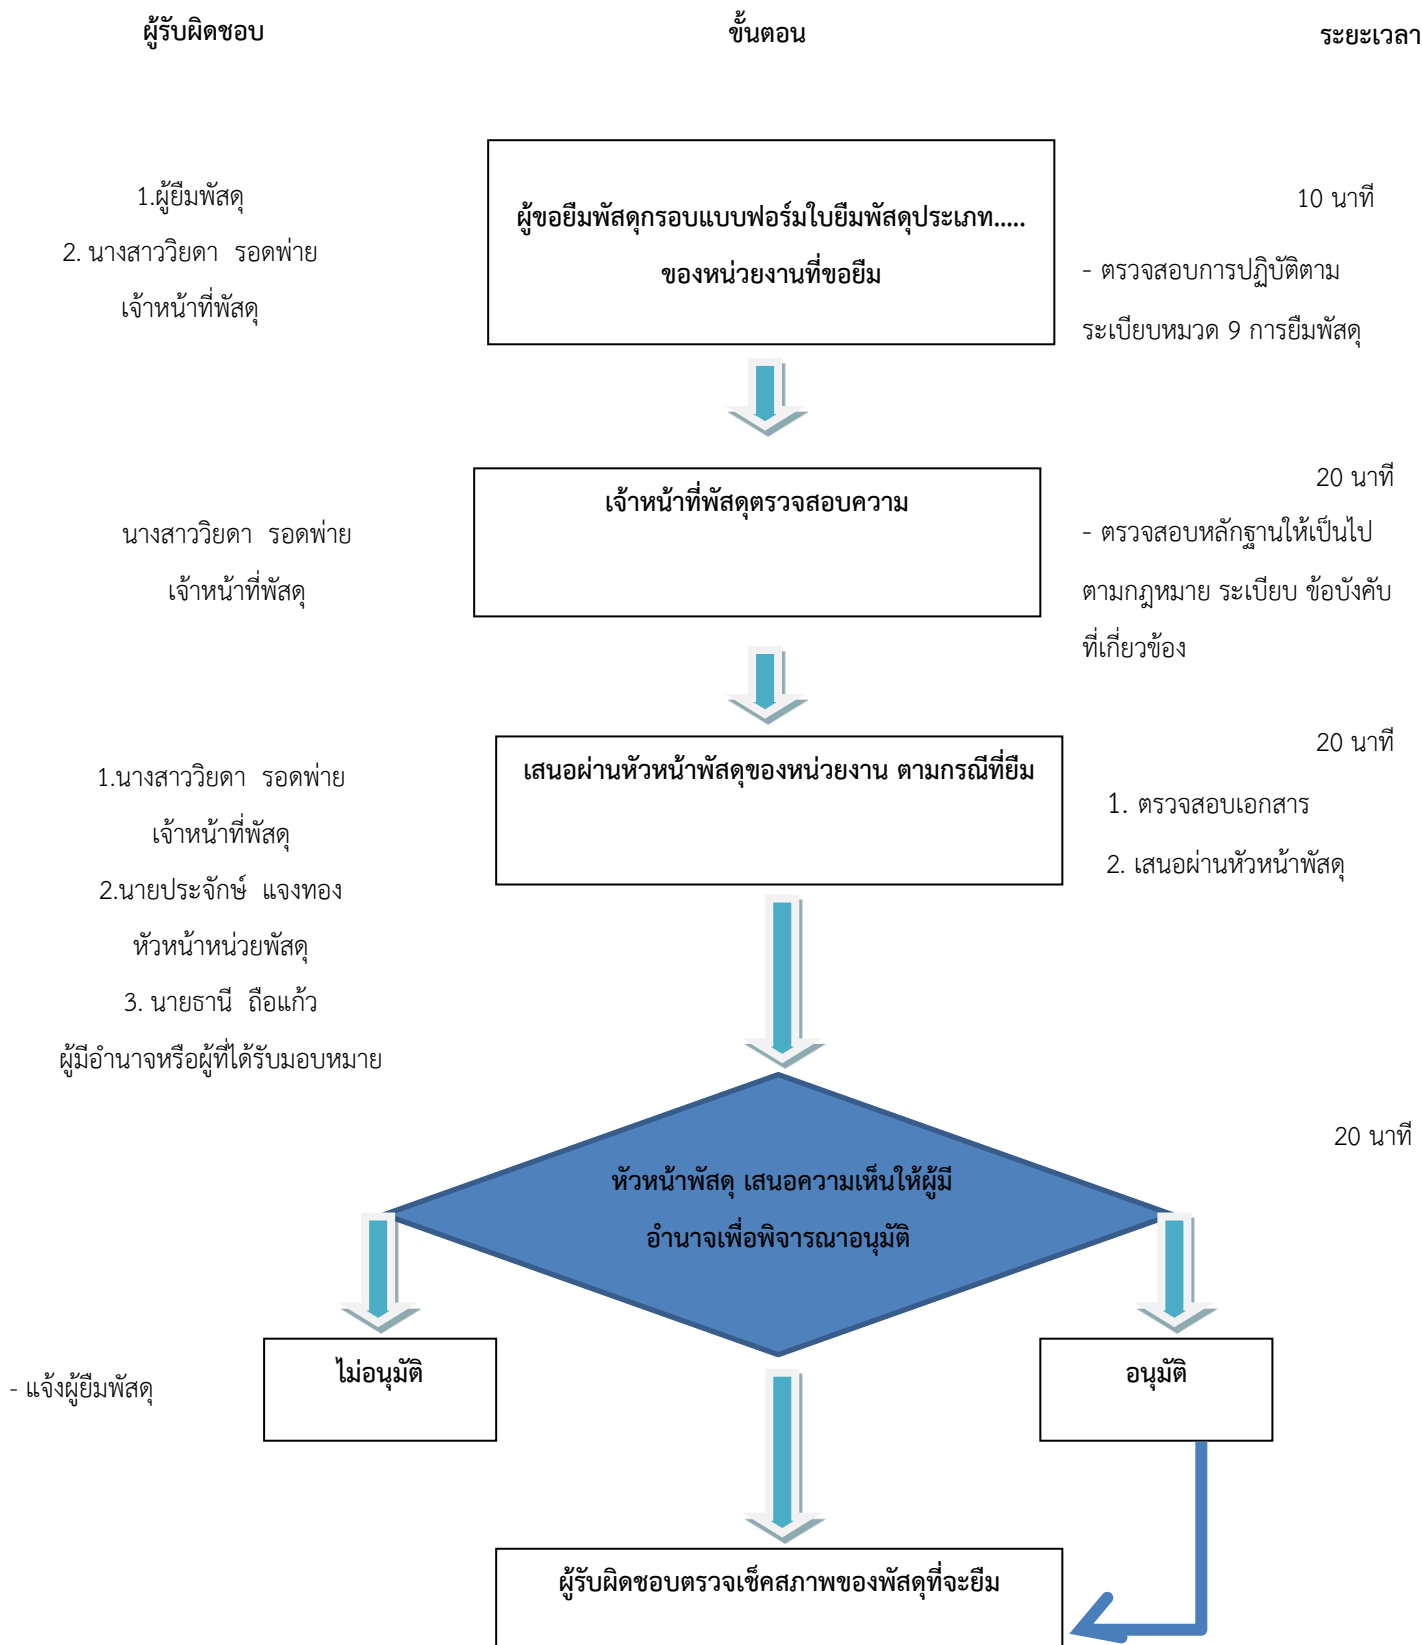 ผู้รับผิดชอบ
ขั้นตอน
ระยะเวลา
1.ผู้ยืมพัสดุ
2. นางสาววิยดา รอดพ่าย
เจ้าหน้าที่พัสดุ
ผู้ขอยืมพัสดุกรอบแบบฟอร์มใบยืมพัสดุประเภท.....
ของหน่วยงานที่ขอยืม
10 นาที
- ตรวจสอบการปฏิบัติตาม
ระเบียบหมวด 9 การยืมพัสดุ
นางสาววิยดา รอดพ่าย
เจ้าหน้าที่พัสดุ
เจ้าหน้าที่พัสดุตรวจสอบความ
20 นาที
- ตรวจสอบหลักฐานให้เป็นไป
ตามกฎหมาย ระเบียบ ข้อบังคับ
ที่เกี่ยวข้อง
1.นางสาววิยดา รอดพ่าย
เจ้าหน้าที่พัสดุ
2.นายประจักษ์ แจงทอง
หัวหน้าหน่วยพัสดุ
3. นายธานี ถือแก้ว
ผู้มีอำนาจหรือผู้ที่ได้รับมอบหมาย
เสนอผ่านหัวหน้าพัสดุของหน่วยงาน ตามกรณีที่ยืม
20 นาที
1. ตรวจสอบเอกสาร
2. เสนอผ่านหัวหน้าพัสดุ
หัวหน้าพัสดุ เสนอความเห็นให้ผู้มี
อำนาจเพื่อพิจารณาอนุมัติ
20 นาที
- แจ้งผู้ยืมพัสดุ
ไม่อนุมัติ
อนุมัติ
ผู้รับผิดชอบตรวจเช็คสภาพของพัสดุที่จะยืม